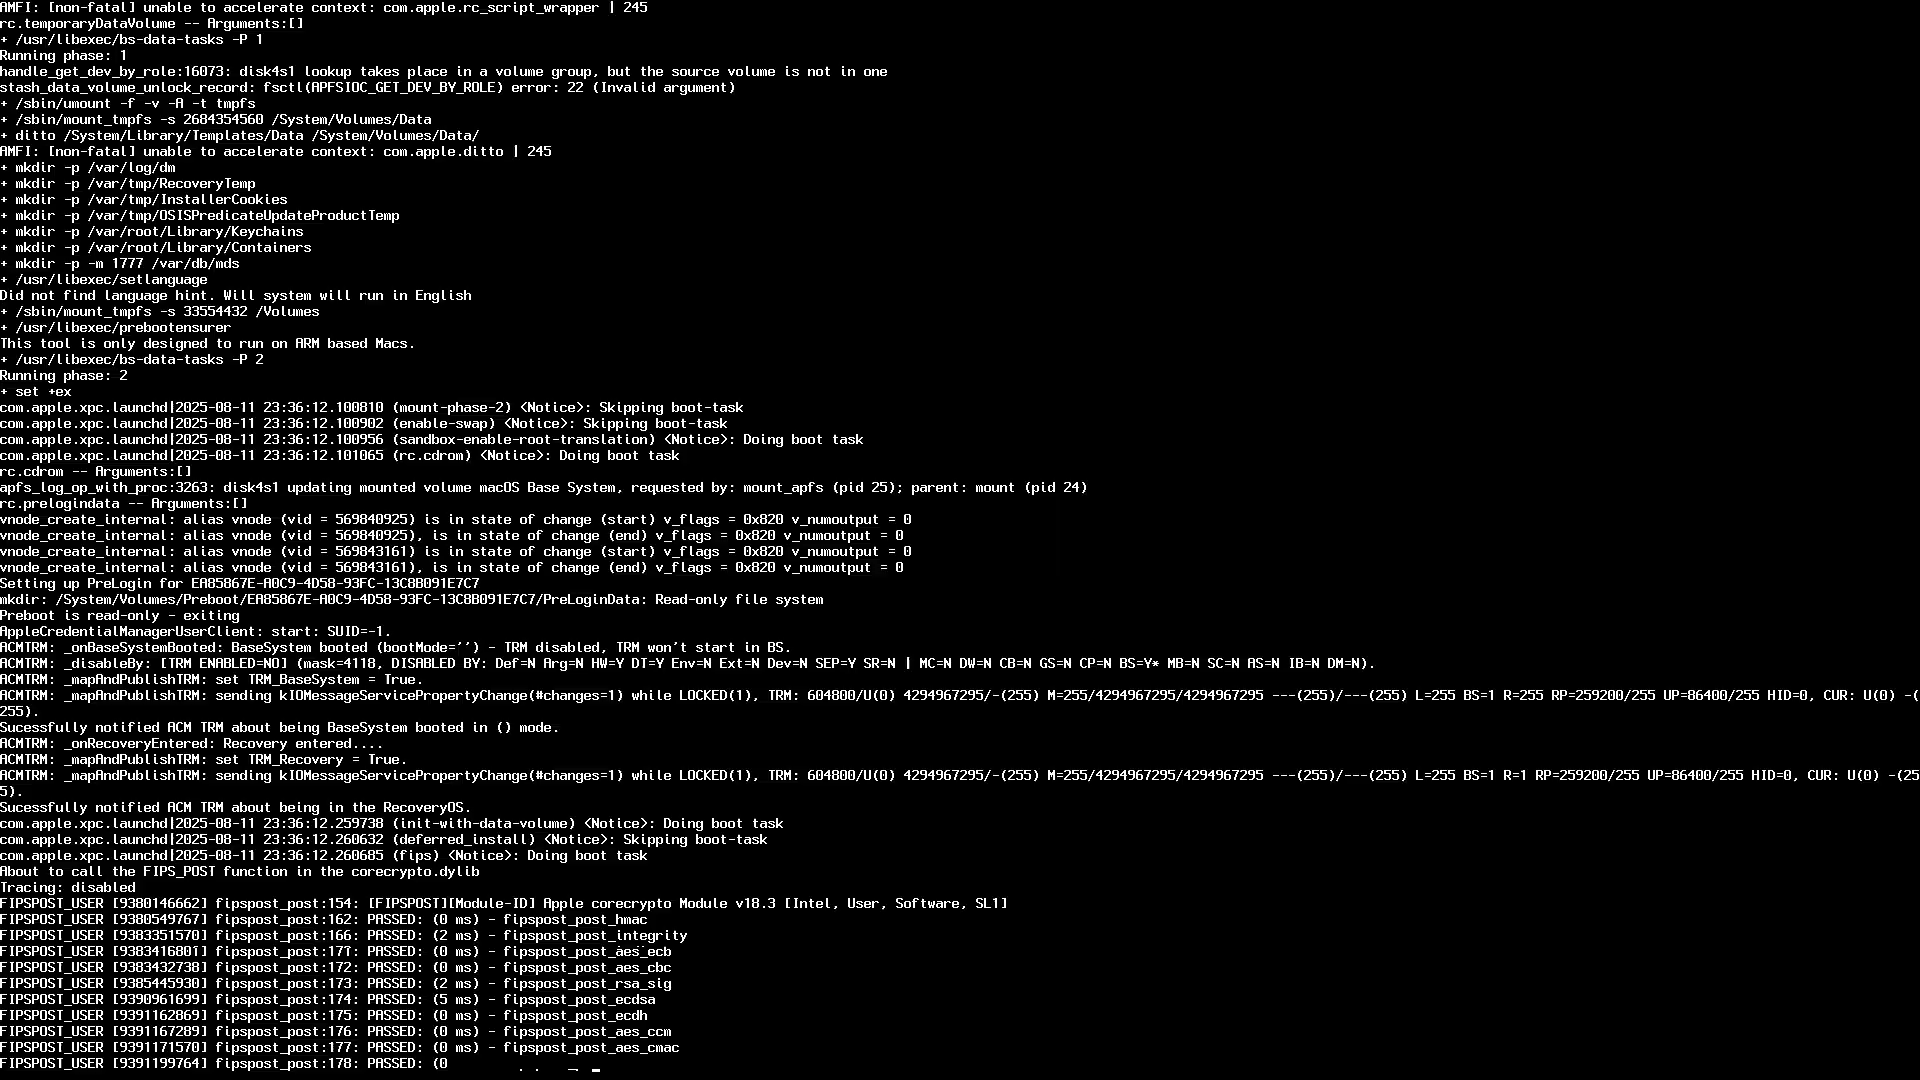 AMFI: [non-fatal] unable to accelerate context: com.apple.rc_script_wrapper | 245
rc.temporaryDataVolume -- Arguments:[]
+ /usr/libexec/bs-data-tasks -P 1
Running phase: 1
handle_get_dev_by_role:16073: disk4s1 lookup takes place in a volume group, but the source volume is not in one
stash_data_volume_unlock_record: fsctl(APFSIOC_GET_DEV_BY_ROLE) error: 22 (Invalid argument)
+ /sbin/umount -f -v -A -t tmpfs
+ /sbin/mount_tmpfs -s 2684354560 /System/Volumes/Data
+ ditto /System/Library/Templates/Data /System/Volumes/Data/
AMFI: [non-fatal] unable to accelerate context: com.apple.ditto | 245
+ mkdir -p /var/log/dm
+ mkdir -p /var/tmp/RecoveryTemp
+ mkdir -p /var/tmp/InstallerCookies
+ mkdir -p /var/tmp/OSISPredicateUpdateProductTemp
+ mkdir -p /var/root/Library/Keychains
+ mkdir -p /var/root/Library/Containers
+ mkdir -p -m 1777 /var/db/mds
+ /usr/libexec/setlanguage
Did not find language hint. Will system will run in English
+ /sbin/mount_tmpfs -s 33554432 /Volumes
+ /usr/libexec/prebootensurer
This tool is only designed to run on ARM based Macs.
+ /usr/libexec/bs-data-tasks -P 2
Running phase: 2
+ set +ex
com.apple.xpc.launchd|2025-08-11 23:36:12.100810 (mount-phase-2) <Notice>: Skipping boot-task
com.apple.xpc.launchd|2025-08-11 23:36:12.100902 (enable-swap) <Notice>: Skipping boot-task
com.apple.xpc.launchd|2025-08-11 23:36:12.100956 (sandbox-enable-root-translation) <Notice>: Doing boot task
com.apple.xpc.launchd|2025-08-11 23:36:12.101065 (rc.cdrom) <Notice>: Doing boot task
rc.cdrom -- Arguments:[]
apfs_log_op_with_proc:3263: disk4s1 updating mounted volume macOS Base System, requested by: mount_apfs (pid 25); parent: mount (pid 24)
rc.prelogindata -- Arguments:[]
vnode_create_internal: alias vnode (vid = 569840925) is in state of change (start) v_flags = 0x820 v_numoutput = 0
vnode_create_internal: alias vnode (vid = 569840925), is in state of change (end) v_flags = 0x820 v_numoutput = 0
vnode_create_internal: alias vnode (vid = 569843161) is in state of change (start) v_flags = 0x820 v_numoutput = 0
vnode_create_internal: alias vnode (vid = 569843161), is in state of change (end) v_flags = 0x820 v_numoutput = 0
Setting up PreLogin for EA85867E-A0C9-4D58-93FC-13C8B091E7C7
mkdir: /System/Volumes/Preboot/EA85867E-A0C9-4D58-93FC-13C8B091E7C7/PreLoginData: Read-only file system
Preboot is read-only - exiting
AppleCredentialManagerUserClient: start: SUID=-1.
ACMTRM: _onBaseSystemBooted: BaseSystem booted (bootMode='') - TRM disabled, TRM won't start in BS.
ACMTRM: _disableBy: [TRM ENABLED=NO] (mask=4118, DISABLED BY: Def=N Arg=N HW=Y DT=Y Env=N Ext=N Dev=N SEP=Y SR=N | MC=N DW=N CB=N GS=N CP=N BS=Y* MB=N SC=N AS=N IB=N DM=N).
ACMTRM: _mapAndPublishTRM: set TRM_BaseSystem = True.
ACMTRM: _mapAndPublishTRM: sending kIOMessageServicePropertyChange(#changes=1) while LOCKED(1), TRM: 604800/U(0) 4294967295/-(255) M=255/4294967295/4294967295 ---(255)/---(255) L=255 BS=1 R=255 RP=259200/255 UP=86400/255 HID=0, CUR: U(0) -(
255).
Sucessfully notified ACM TRM about being BaseSystem booted in () mode.
ACMTRM: _onRecoveryEntered: Recovery entered....
ACMTRM: _mapAndPublishTRM: set TRM_Recovery = True.
ACMTRM: _mapAndPublishTRM: sending kIOMessageServicePropertyChange(#changes=1) while LOCKED(1), TRM: 604800/U(0) 4294967295/-(255) M=255/4294967295/4294967295 ---(255)/---(255) L=255 BS=1 R=1 RP=259200/255 UP=86400/255 HID=0, CUR: U(0) -(25
5).
Sucessfully notified ACM TRM about being in the RecoveryOS.
com.apple.xpc.launchd|2025-08-11 23:36:12.259738 (init-with-data-volume) <Notice>: Doing boot task
com.apple.xpc.launchd|2025-08-11 23:36:12.260632 (deferred_install) <Notice>: Skipping boot-task
com.apple.xpc.launchd|2025-08-11 23:36:12.260685 (fips) <Notice>: Doing boot task
About to call the FIPS_POST function in the corecrypto.dylib
Tracing: disabled
FIPSPOST_USER [9380146662] fipspost_post:154: [FIPSPOST][Module-ID] Apple corecrypto Module v18.3 [Intel, User, Software, SL1]
FIPSPOST_USER [9380549767] fipspost_post:162: PASSED: (0 ms) - fipspost_post_hmac
FIPSPOST_USER [9383351570] fipspost_post:166: PASSED: (2 ms) - fipspost_post_integrity
FIPSPOST_USER [9383416801] fipspost_post:171: PASSED: (0 ms) - fipspost_post_aes_ecb
FIPSPOST_USER [9383432738] fipspost_post:172: PASSED: (0 ms) - fipspost_post_aes_cbc
FIPSPOST_USER [9385445930] fipspost_post:173: PASSED: (2 ms) - fipspost_post_rsa_sig
FIPSPOST_USER [9390961699] fipspost_post:174: PASSED: (5 ms) - fipspost_post_ecdsa
FIPSPOST_USER [9391162869] fipspost_post:175: PASSED: (0 ms) - fipspost_post_ecdh
FIPSPOST_USER [9391167289] fipspost_post:176: PASSED: (0 ms) - fipspost_post_aes_ccm
FIPSPOST_USER [9391171570] fipspost_post:177: PASSED: (0 ms) - fipspost_post_aes_cmac
FIPSPOST_USER [9391199764] fipspost_post:178: PASSED: (0